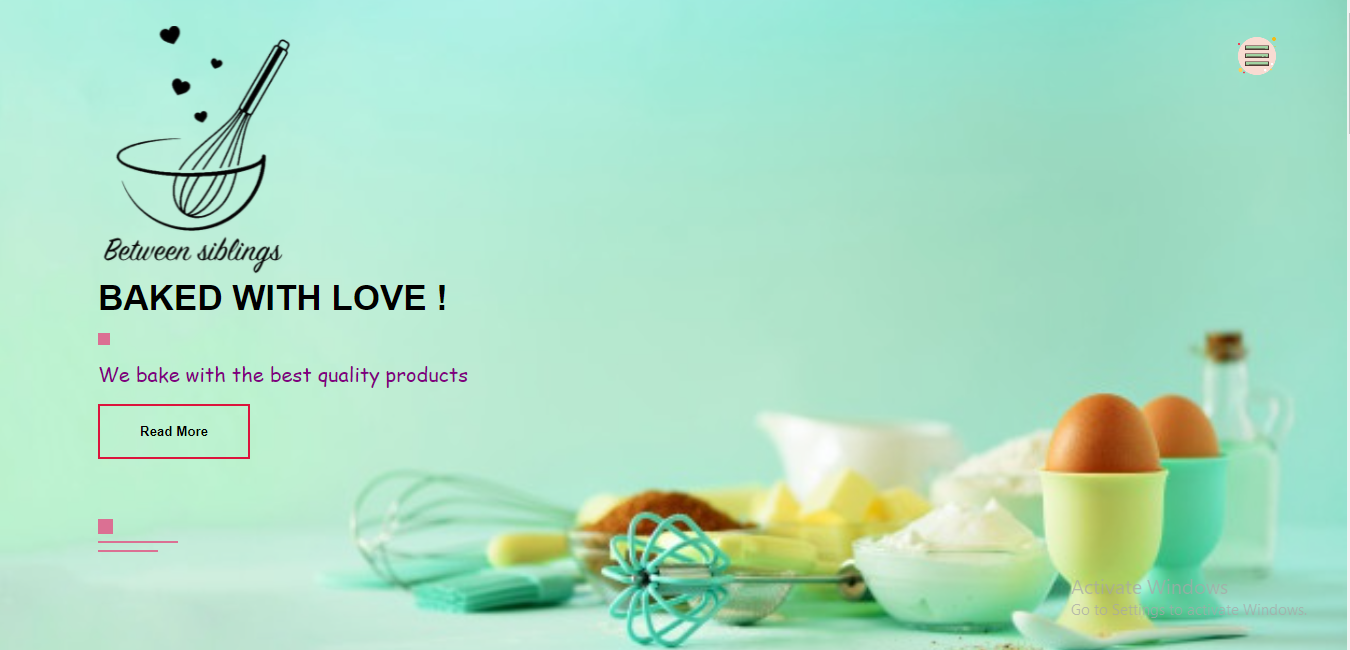 Between siblings
BAKED WITH LOVE !
We bake with the best quality products
Read More
Activate Windows
Go to Settings to activate Windows.